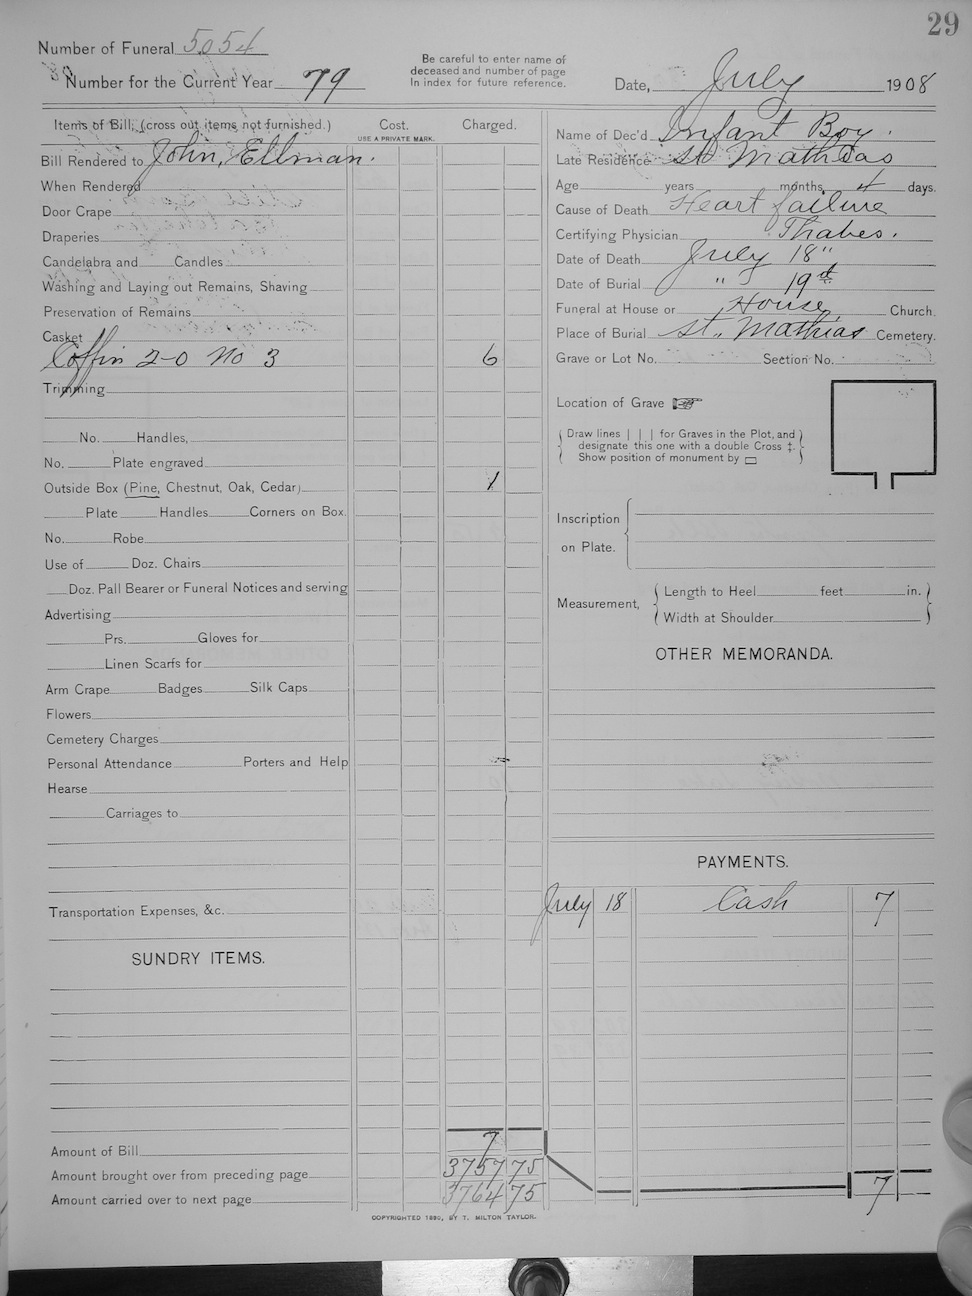 29
Number of Funeral 5054
Number for the Current Year 79
Be careful to enter name of
deceased and number of page
In index for future reference.
Date, July 1908
Items of Bill, (cross out items not furnished.) Cost. Charged.
USE A PRIVATE MARK.
Bill Rendered to John, Ellman.
When Rendered
Door Crape
Draperies
Candelabra and Candles
Washing and Laying out Remains, Shaving
Preservation of Remains
Casket
Coffin 2-0 No 3 6
Trimming
No. Handles,
No. Plate engraved
Outside Box (Pine, Chestnut, Oak, Cedar) 1
Plate Handles Corners on Box.
No. Robe
Use of Doz. Chairs
Doz. Pall Bearer or Funeral Notices and serving
Advertising
Prs. Gloves for
Linen Scarfs for
Arm Crape Badges Silk Caps
Flowers
Cemetery Charges
Personal Attendance Porters and Help
Hearse
Carriages to
Transportation Expenses, &c.
SUNDRY ITEMS.
Amount of Bill 7
Amount brought over from preceding page 3757 75
Amount carried over to next page 3764 75
Name of Dec'd Infant Boy.
Late Residence St Mathias
Age years months 4 days.
Cause of Death Heart failure
Certifying Physician Thabes.
Date of Death July 18"
Date of Burial " 19th
Funeral at House or House Church.
Place of Burial St. Mathias Cemetery.
Grave or Lot No. Section No.
Location of Grave
Draw lines | | | for Graves in the Plot, and
designate this one with a double Cross ‡.
Show position of monument by ▭
Inscription
on Plate.
Measurement, Length to Heel feet in.
Width at Shoulder
OTHER MEMORANDA.
PAYMENTS.
July 18 Cash 7
7
COPYRIGHTED 1890, BY T. MILTON TAYLOR.